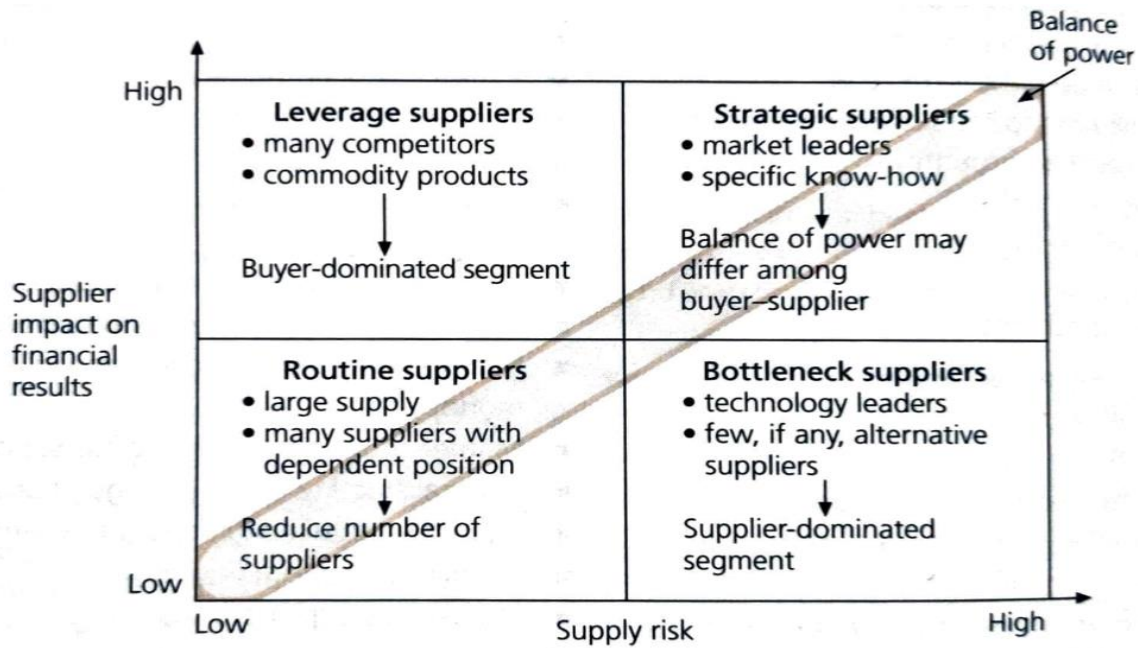 Balance
of power
High
Leverage suppliers
• many competitors
• commodity products
Buyer-dominated segment
Strategic suppliers
• market leaders
• specific know-how
Balance of power may
differ among
buyer–supplier
Supplier
impact on
financial
results
Routine suppliers
• large supply
• many suppliers with
dependent position
Reduce number of
suppliers
Bottleneck suppliers
• technology leaders
• few, if any, alternative
suppliers
Supplier-dominated
segment
Low
Low
Supply risk
High